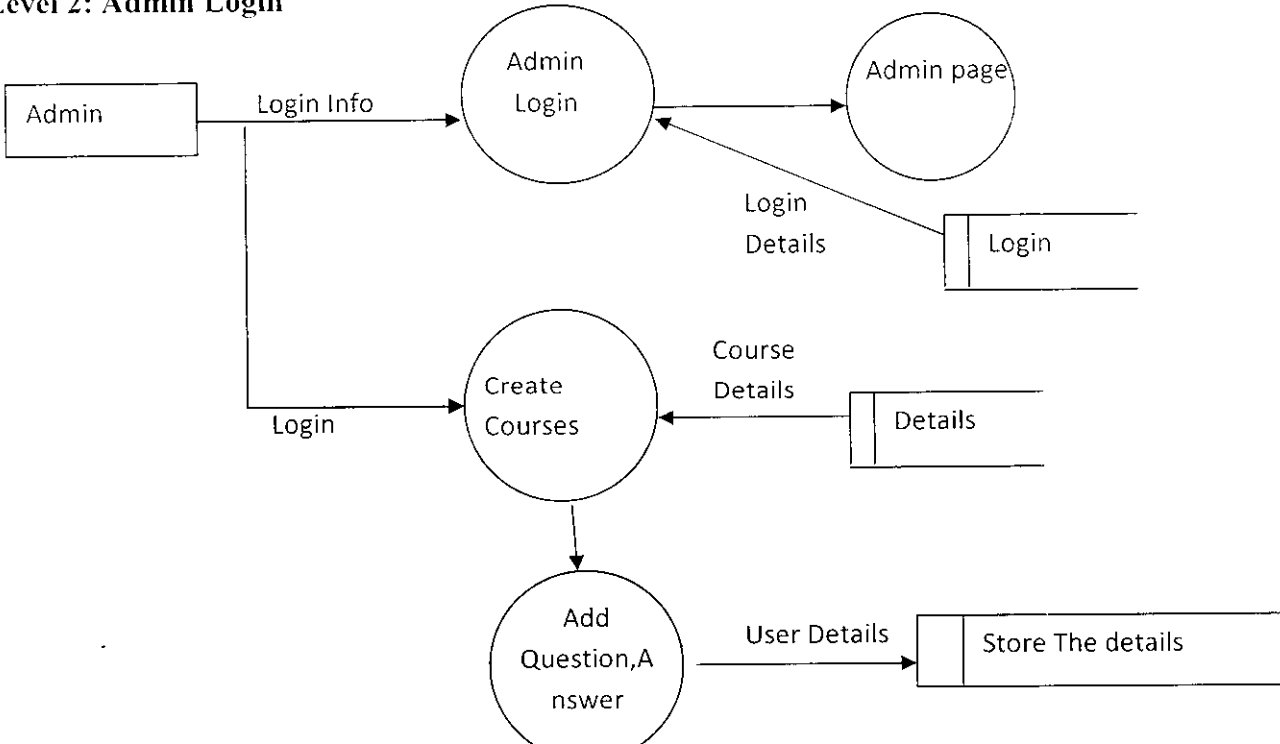 Level 2: Admin Login
Admin
Login Info
Admin
Login
Admin page
Login
Details
Login
Create
Courses
Login
Course
Details
Details
Add
Question,A
nswer
User Details
Store The details